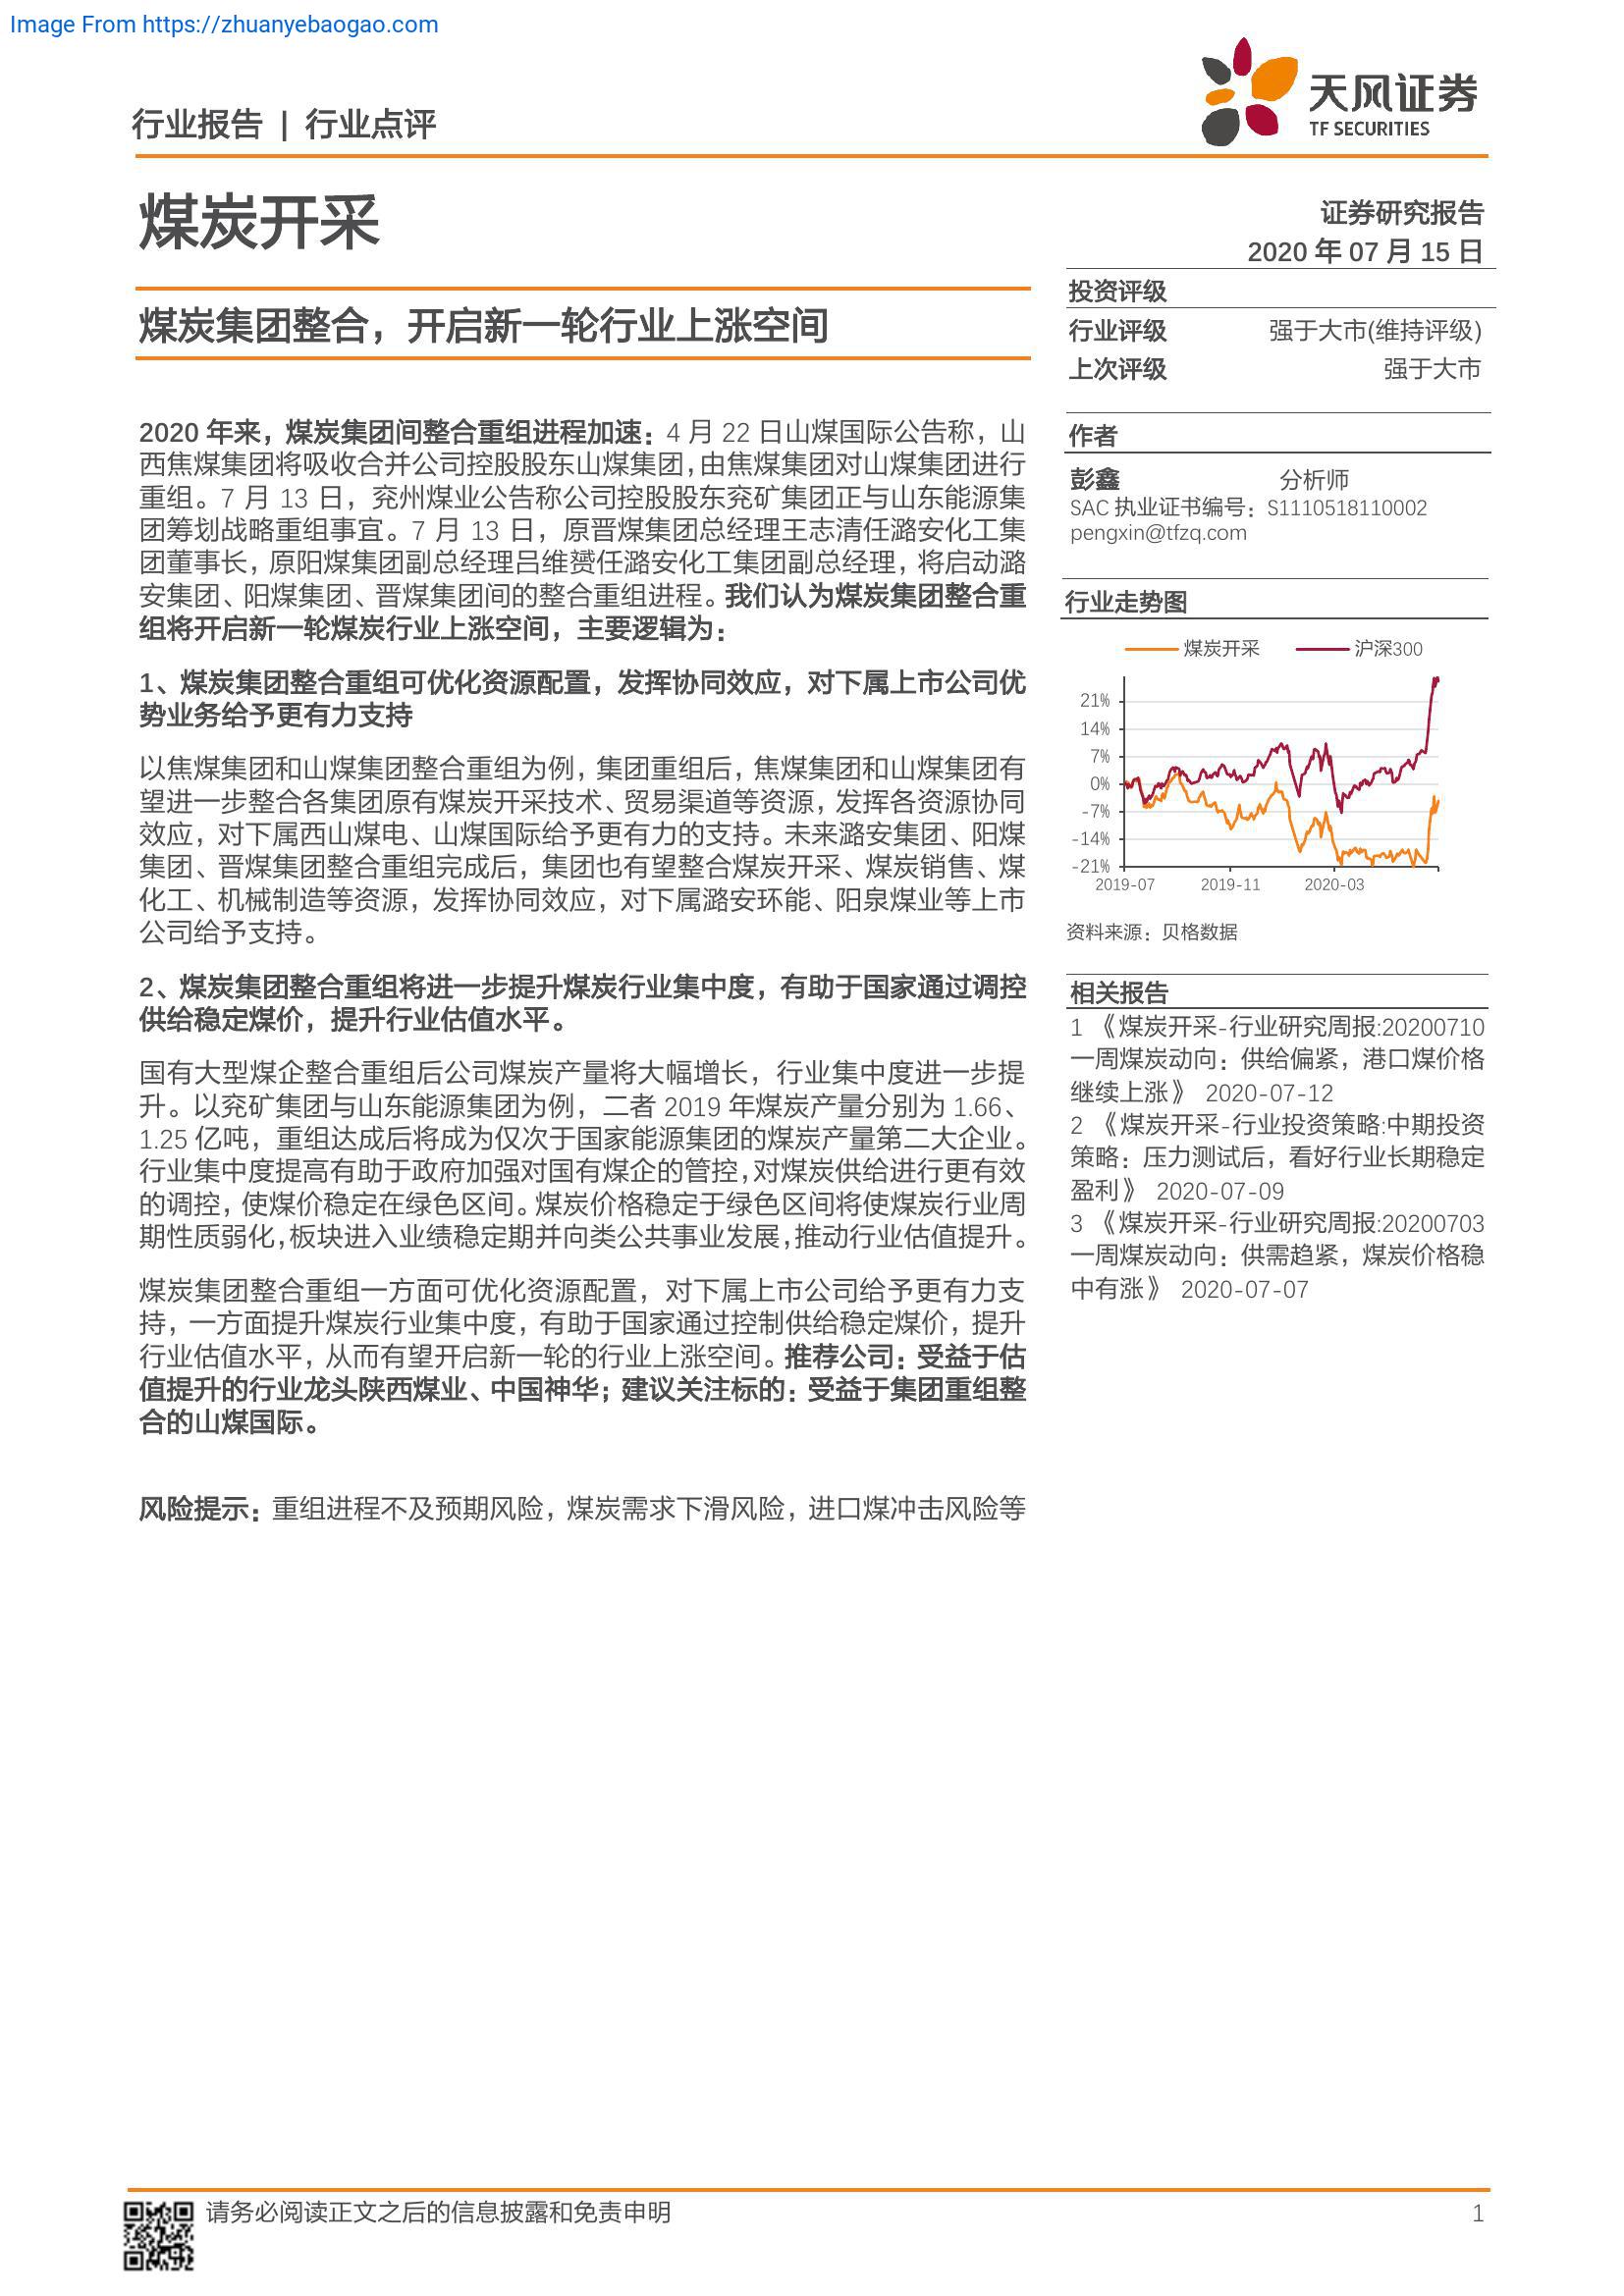 Image From https://zhuanyebaogao.com
天风证券
TF SECURITIES
行业报告 | 行业点评
煤炭开采
证券研究报告
2020 年 07 月 15 日
煤炭集团整合，开启新一轮行业上涨空间
2020 年来，煤炭集团间整合重组进程加速：4 月 22 日山煤国际公告称，山
西焦煤集团将吸收合并公司控股股东山煤集团，由焦煤集团对山煤集团进行
重组。7 月 13 日，兖州煤业公告称公司控股股东兖矿集团正与山东能源集
团筹划战略重组事宜。7 月 13 日，原晋煤集团总经理王志清任潞安化工集
团董事长，原阳煤集团副总经理吕维赟任潞安化工集团副总经理，将启动潞
安集团、阳煤集团、晋煤集团间的整合重组进程。我们认为煤炭集团整合重
组将开启新一轮煤炭行业上涨空间，主要逻辑为：
1、煤炭集团整合重组可优化资源配置，发挥协同效应，对下属上市公司优
势业务给予更有力支持
以焦煤集团和山煤集团整合重组为例，集团重组后，焦煤集团和山煤集团有
望进一步整合各集团原有煤炭开采技术、贸易渠道等资源，发挥各资源协同
效应，对下属西山煤电、山煤国际给予更有力的支持。未来潞安集团、阳煤
集团、晋煤集团整合重组完成后，集团也有望整合煤炭开采、煤炭销售、煤
化工、机械制造等资源，发挥协同效应，对下属潞安环能、阳泉煤业等上市
公司给予支持。
2、煤炭集团整合重组将进一步提升煤炭行业集中度，有助于国家通过调控
供给稳定煤价，提升行业估值水平。
国有大型煤企整合重组后公司煤炭产量将大幅增长，行业集中度进一步提
升。以兖矿集团与山东能源集团为例，二者 2019 年煤炭产量分别为 1.66、
1.25 亿吨，重组达成后将成为仅次于国家能源集团的煤炭产量第二大企业。
行业集中度提高有助于政府加强对国有煤企的管控，对煤炭供给进行更有效
的调控，使煤价稳定在绿色区间。煤炭价格稳定于绿色区间将使煤炭行业周
期性质弱化，板块进入业绩稳定期并向类公共事业发展，推动行业估值提升。
煤炭集团整合重组一方面可优化资源配置，对下属上市公司给予更有力支
持，一方面提升煤炭行业集中度，有助于国家通过控制供给稳定煤价，提升
行业估值水平，从而有望开启新一轮的行业上涨空间。推荐公司：受益于估
值提升的行业龙头陕西煤业、中国神华；建议关注标的：受益于集团重组整
合的山煤国际。
风险提示：重组进程不及预期风险，煤炭需求下滑风险，进口煤冲击风险等
投资评级
行业评级 强于大市(维持评级)
上次评级 强于大市
作者
彭鑫 分析师
SAC 执业证书编号：S1110518110002
pengxin@tfzq.com
行业走势图
煤炭开采 沪深300
21%
14%
7%
0%
-7%
-14%
-21%
2019-07 2019-11 2020-03
资料来源：贝格数据
相关报告
1 《煤炭开采-行业研究周报:20200710
一周煤炭动向：供给偏紧，港口煤价格
继续上涨》 2020-07-12
2 《煤炭开采-行业投资策略:中期投资
策略：压力测试后，看好行业长期稳定
盈利》 2020-07-09
3 《煤炭开采-行业研究周报:20200703
一周煤炭动向：供需趋紧，煤炭价格稳
中有涨》 2020-07-07
请务必阅读正文之后的信息披露和免责申明 1